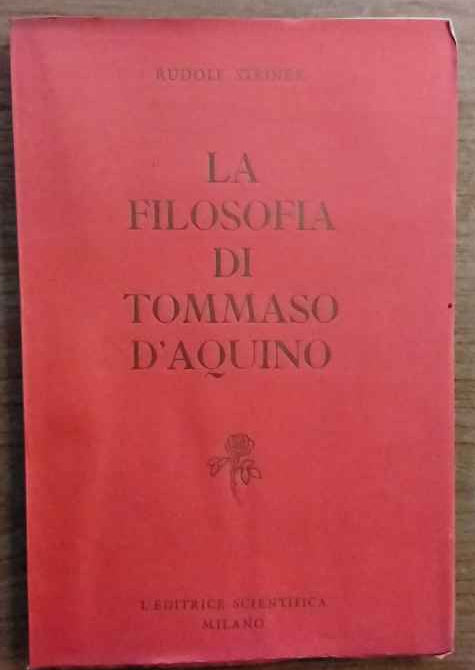 RUDOLF STEINER
LA
FILOSOFIA
DI
TOMMASO
D'AQUINO
L'EDITRICE SCIENTIFICA
MILANO